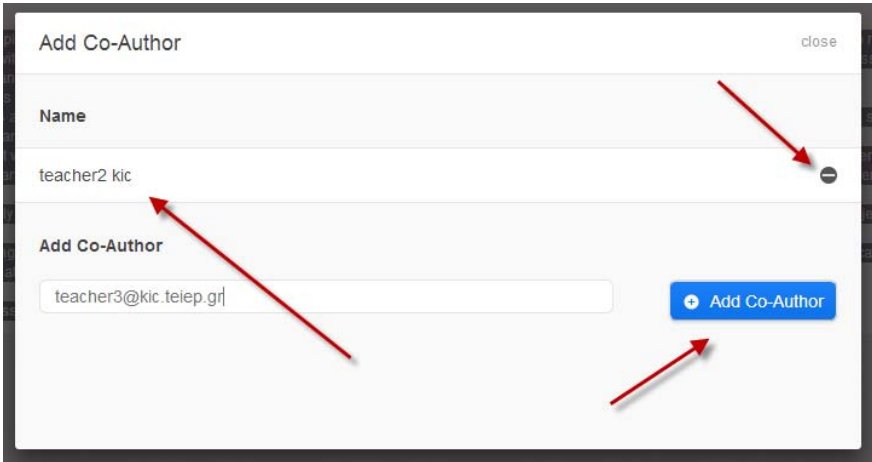 Add Co-Author
close
Name
teacher2 kic
Add Co-Author
teacher3@kic.teiep.gr
Add Co-Author